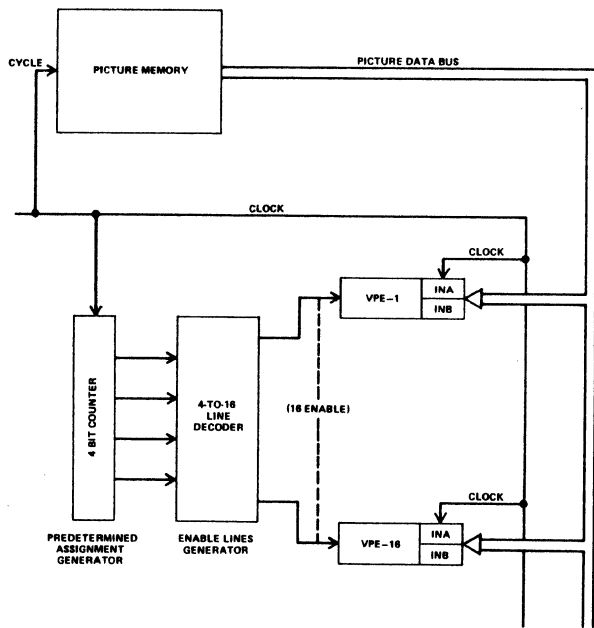 CYCLE
PICTURE MEMORY
PICTURE DATA BUS
CLOCK
CLOCK
VPE-1
INA
INB
4 BIT COUNTER
4-TO-16
LINE
DECODER
(16 ENABLE)
CLOCK
VPE-16
INA
INB
PREDETERMINED
ASSIGNMENT
GENERATOR
ENABLE LINES
GENERATOR